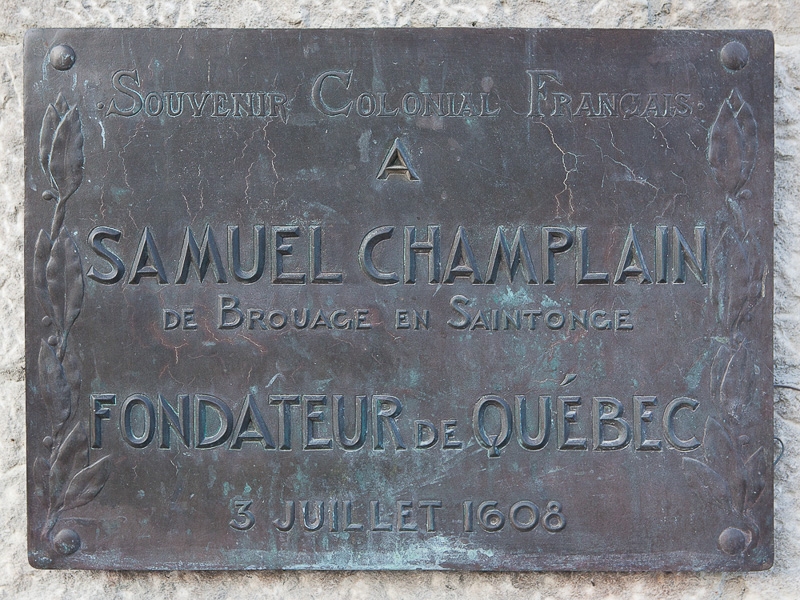 ·SOUVENIR COLONIAL FRANÇAIS·
A
SAMUEL CHAMPLAIN
DE BROUAGE EN SAINTONGE
FONDATEUR DE QUÉBEC
3 JUILLET 1608